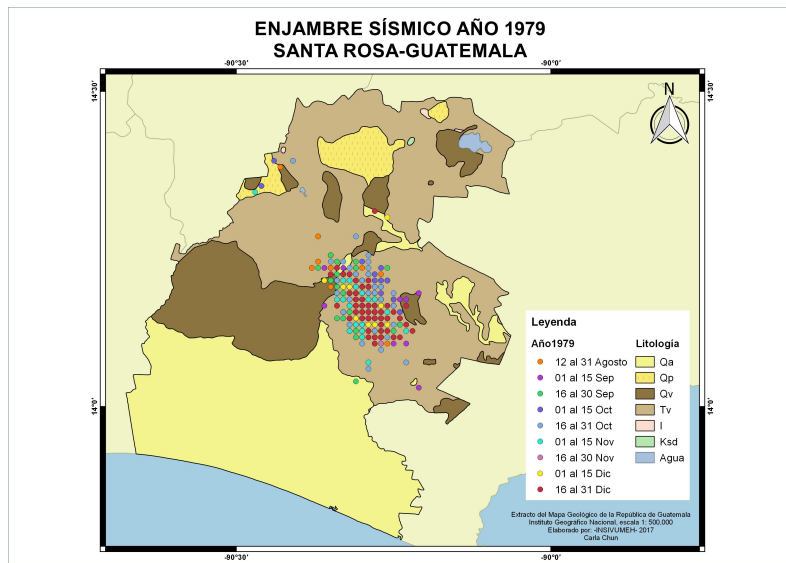 ENJAMBRE SÍSMICO AÑO 1979
SANTA ROSA-GUATEMALA
-90°30'
-90°0'
14°30'
14°30'
N
14°0'
14°0'
Leyenda
Año1979
Litología
12 al 31 Agosto
Qa
01 al 15 Sep
Qp
16 al 30 Sep
Qv
01 al 15 Oct
Tv
16 al 31 Oct
I
01 al 15 Nov
Ksd
16 al 30 Nov
Agua
01 al 15 Dic
16 al 31 Dic
Extracto del Mapa Geológico de la República de Guatemala
Instituto Geográfico Nacional, escala 1: 500,000
Elaborado por: -INSIVUMEH- 2017
Carla Chun
-90°30'
-90°0'